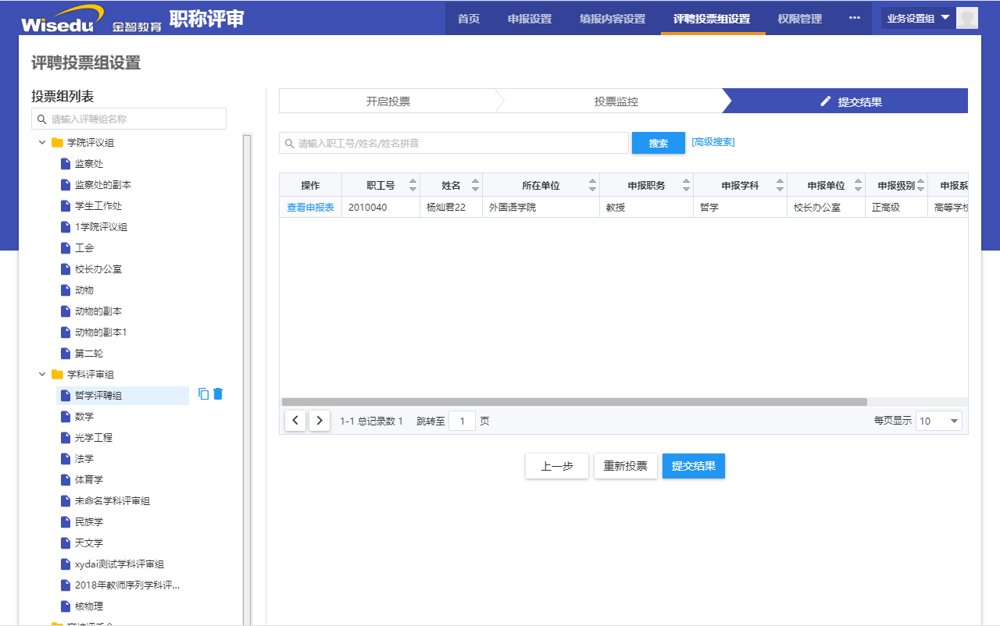 Wisedu 金智教育 职称评审 首页 申报设置 填报内容设置 评聘投票组设置 权限管理 ••• 业务设置组
评聘投票组设置
投票组列表
请输入评聘组名称
学院评议组
监察处
监察处的副本
学生工作处
1学院评议组
工会
校长办公室
动物
动物的副本
动物的副本1
第二轮
学科评审组
哲学评聘组
数学
光学工程
法学
体育学
未命名学科评审组
民族学
天文学
xydai测试学科评审组
2018年教师序列学科评...
核物理
开启投票 投票监控 提交结果
请输入职工号/姓名/姓名拼音 搜索 [高级搜索]
操作 职工号 姓名 所在单位 申报职务 申报学科 申报单位 申报级别 申报系
查看申报表 2010040 杨灿君22 外国语学院 教授 哲学 校长办公室 正高级 高等学校
1-1 总记录数 1 跳转至 1 页 每页显示 10
上一步 重新投票 提交结果